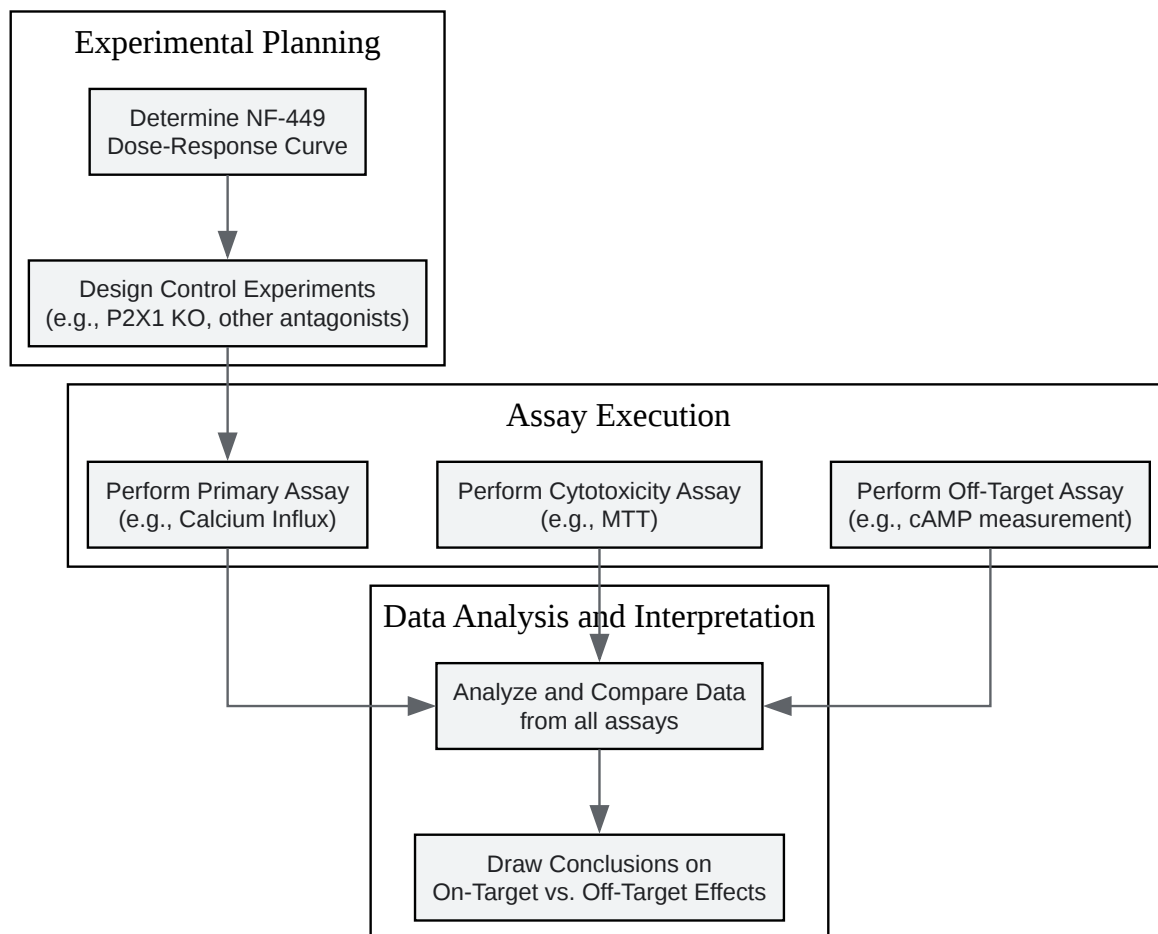 Experimental Planning
Determine NF-449
Dose-Response Curve
Design Control Experiments
(e.g., P2X1 KO, other antagonists)
Assay Execution
Perform Primary Assay
(e.g., Calcium Influx)
Perform Cytotoxicity Assay
(e.g., MTT)
Perform Off-Target Assay
(e.g., cAMP measurement)
Data Analysis and Interpretation
Analyze and Compare Data
from all assays
Draw Conclusions on
On-Target vs. Off-Target Effects